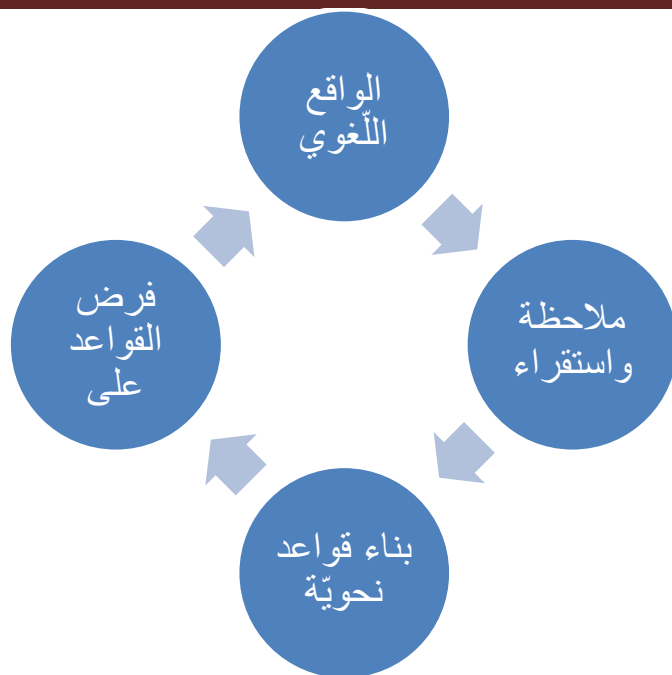 الواقع
اللّغوي
ملاحظة
واستقراء
بناء قواعد
نحويّة
فرض
القواعد
على